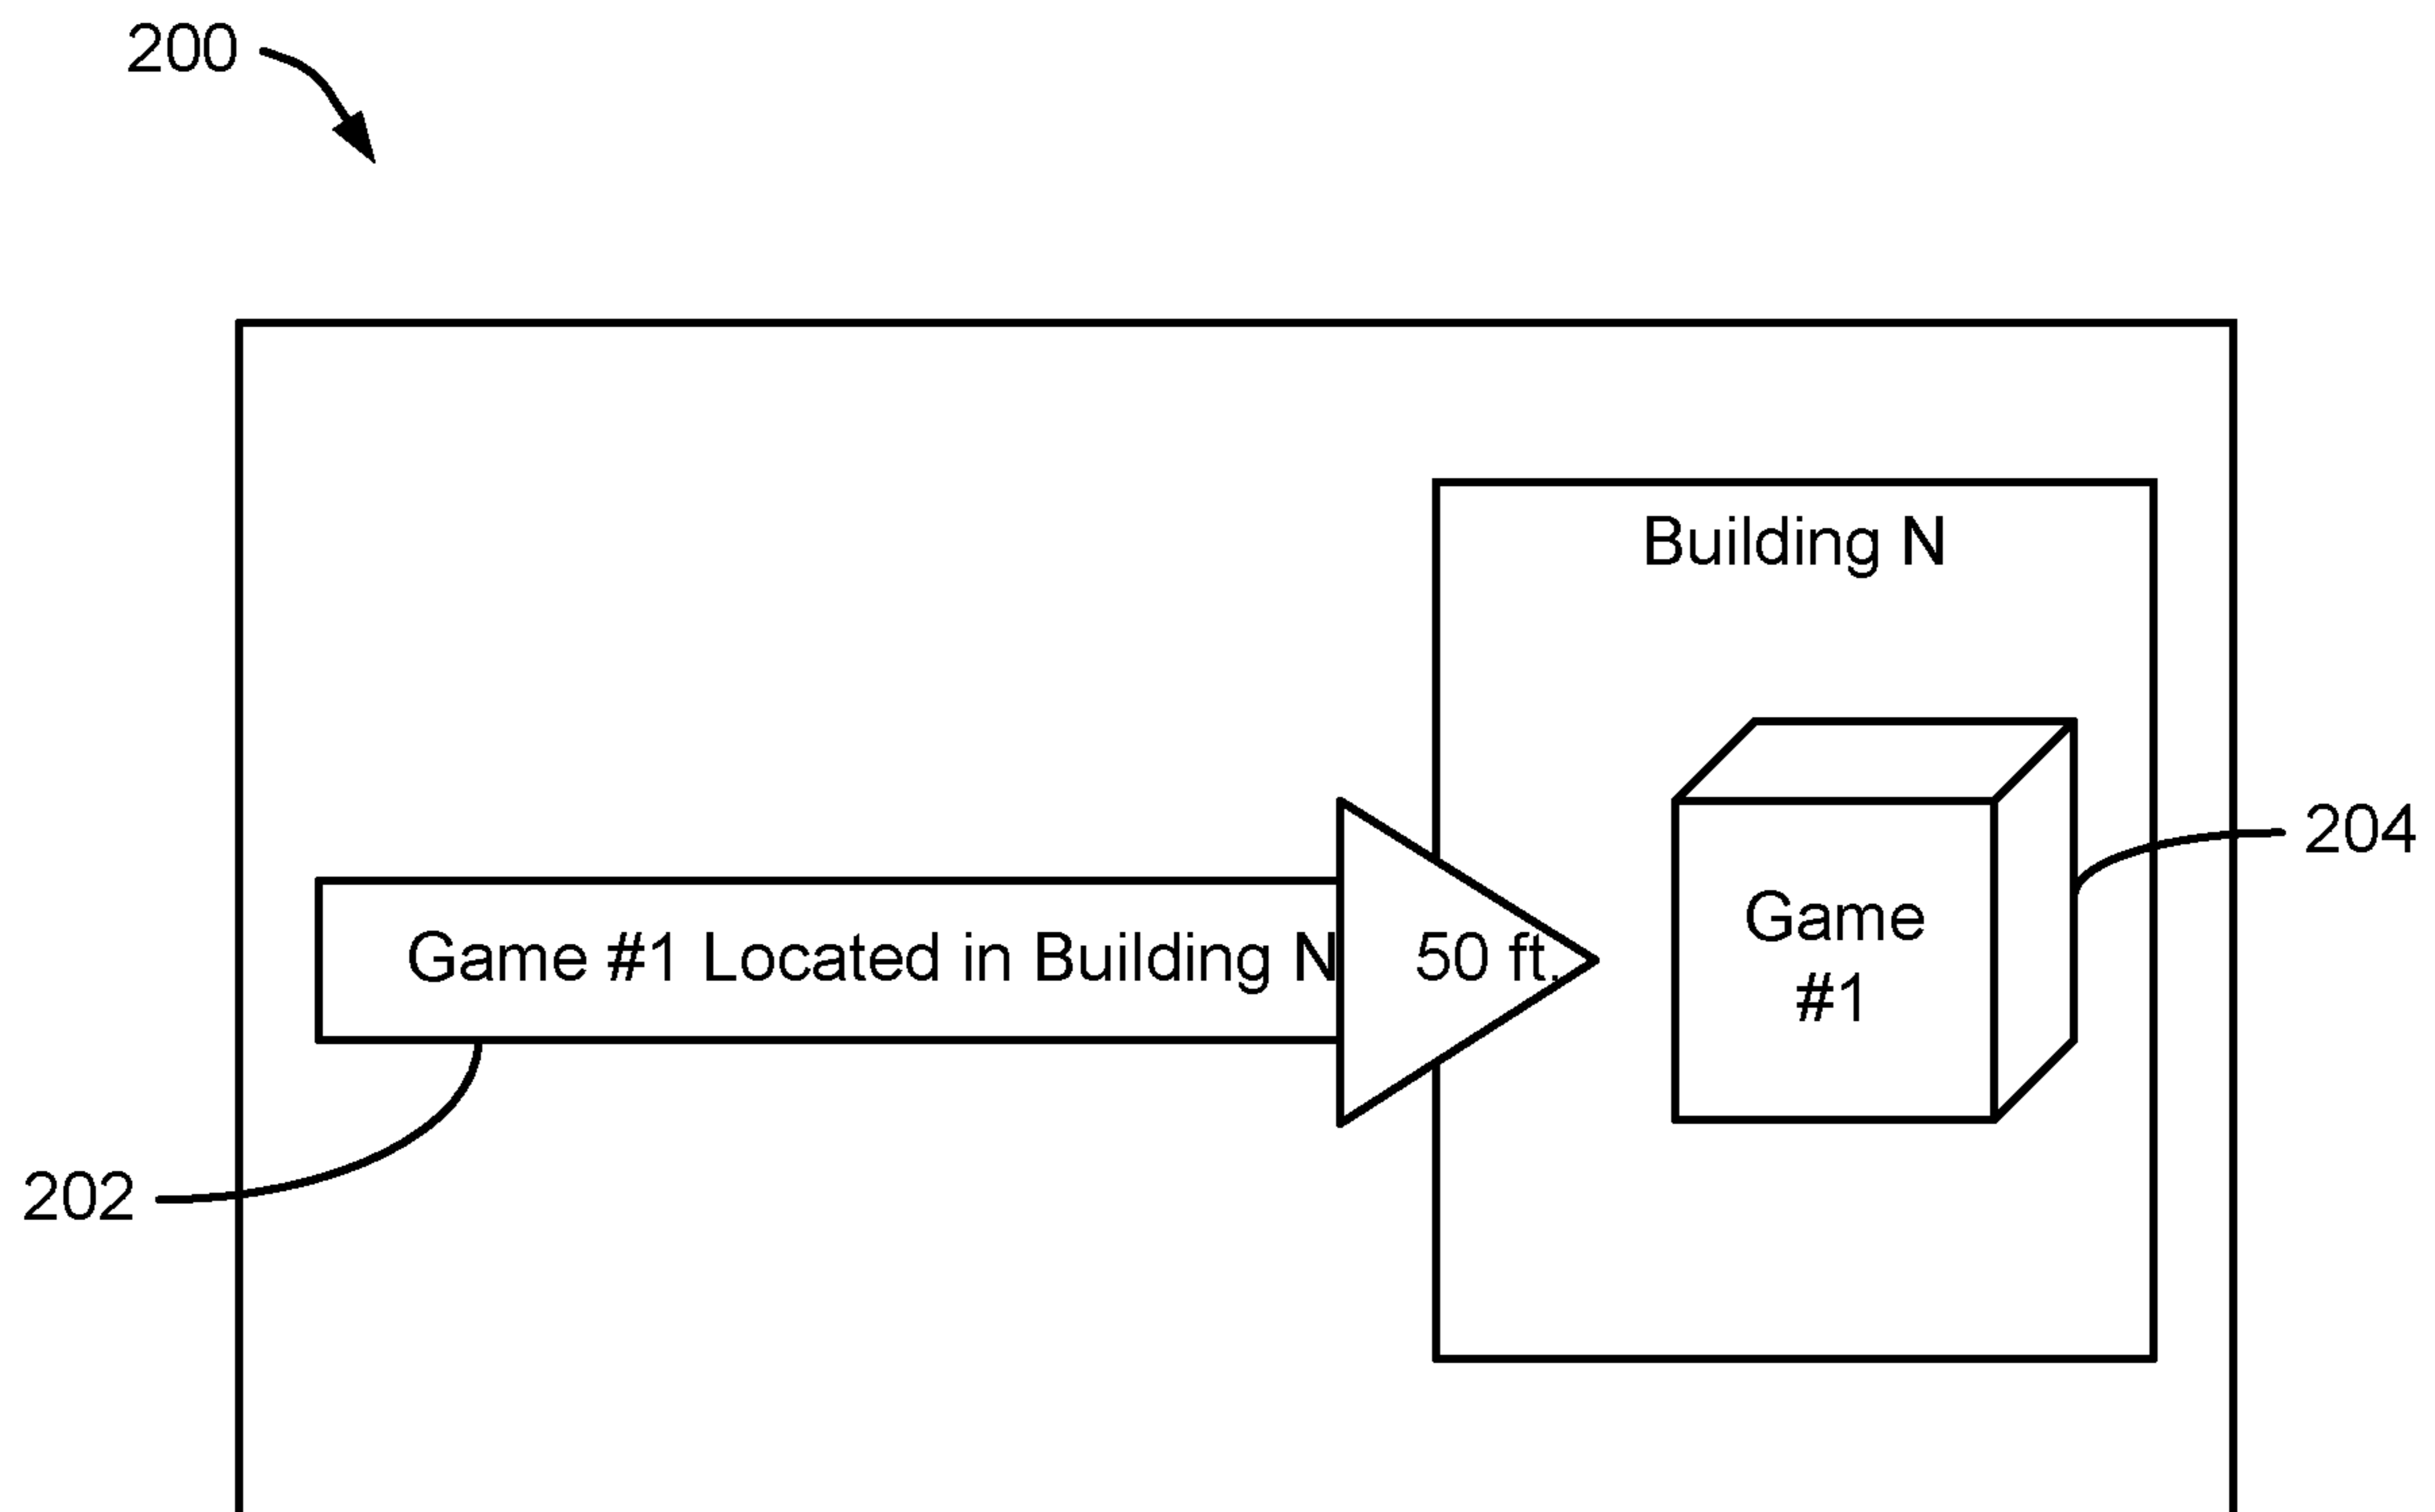 200
Building N
204
Game
#1
Game #1 Located in Building N 50 ft.
202